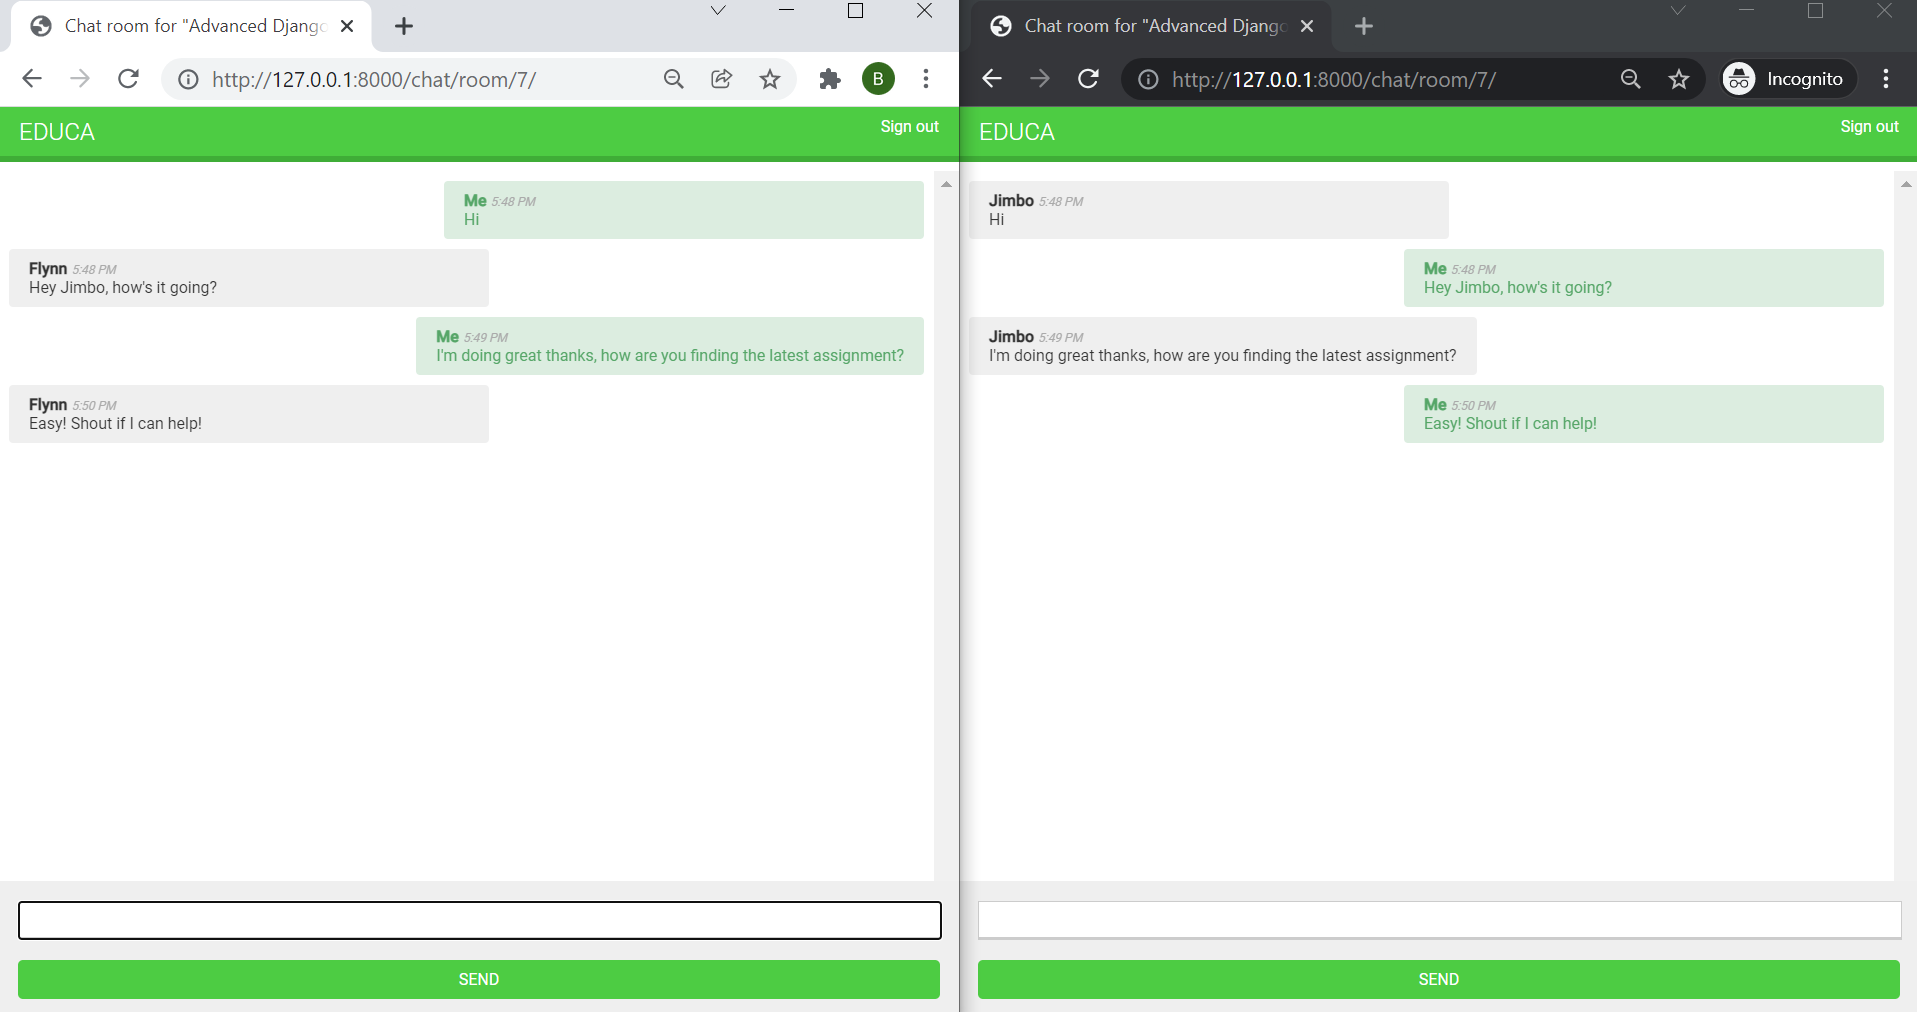 Chat room for "Advanced Django
http://127.0.0.1:8000/chat/room/7/
B
EDUCA
Sign out
Me 5:48 PM
Hi
Flynn 5:48 PM
Hey Jimbo, how's it going?
Me 5:49 PM
I'm doing great thanks, how are you finding the latest assignment?
Flynn 5:50 PM
Easy! Shout if I can help!
SEND
Chat room for "Advanced Django
http://127.0.0.1:8000/chat/room/7/
Incognito
EDUCA
Sign out
Jimbo 5:48 PM
Hi
Me 5:48 PM
Hey Jimbo, how's it going?
Jimbo 5:49 PM
I'm doing great thanks, how are you finding the latest assignment?
Me 5:50 PM
Easy! Shout if I can help!
SEND